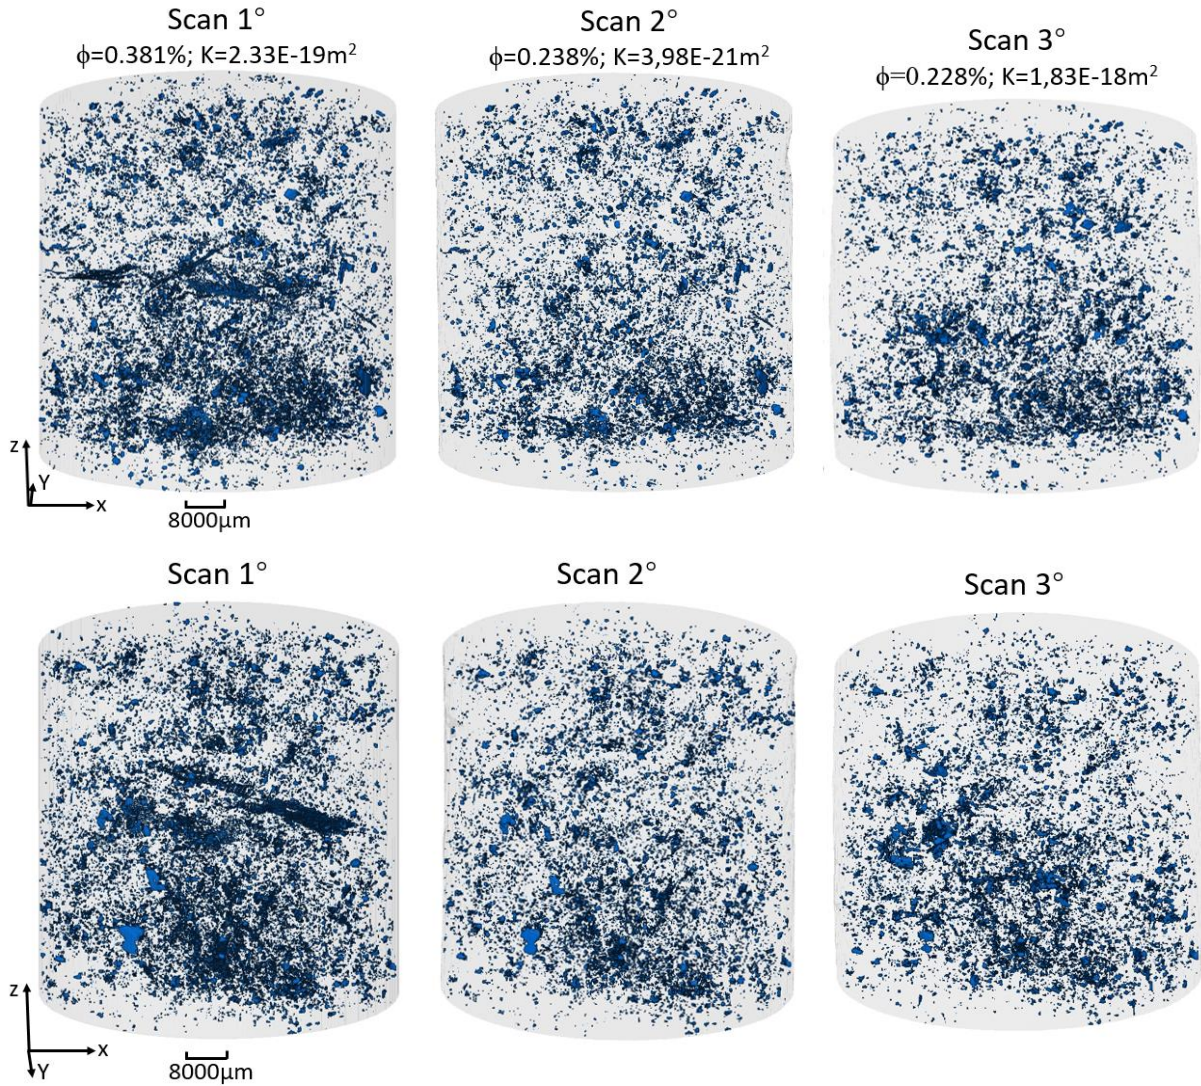 Scan 1°
ϕ=0.381%; K=2.33E-19m²
Scan 2°
ϕ=0.238%; K=3,98E-21m²
Scan 3°
ϕ=0.228%; K=1,83E-18m²
z
Y
x
8000µm
Scan 1°
Scan 2°
Scan 3°
z
x
Y
8000µm